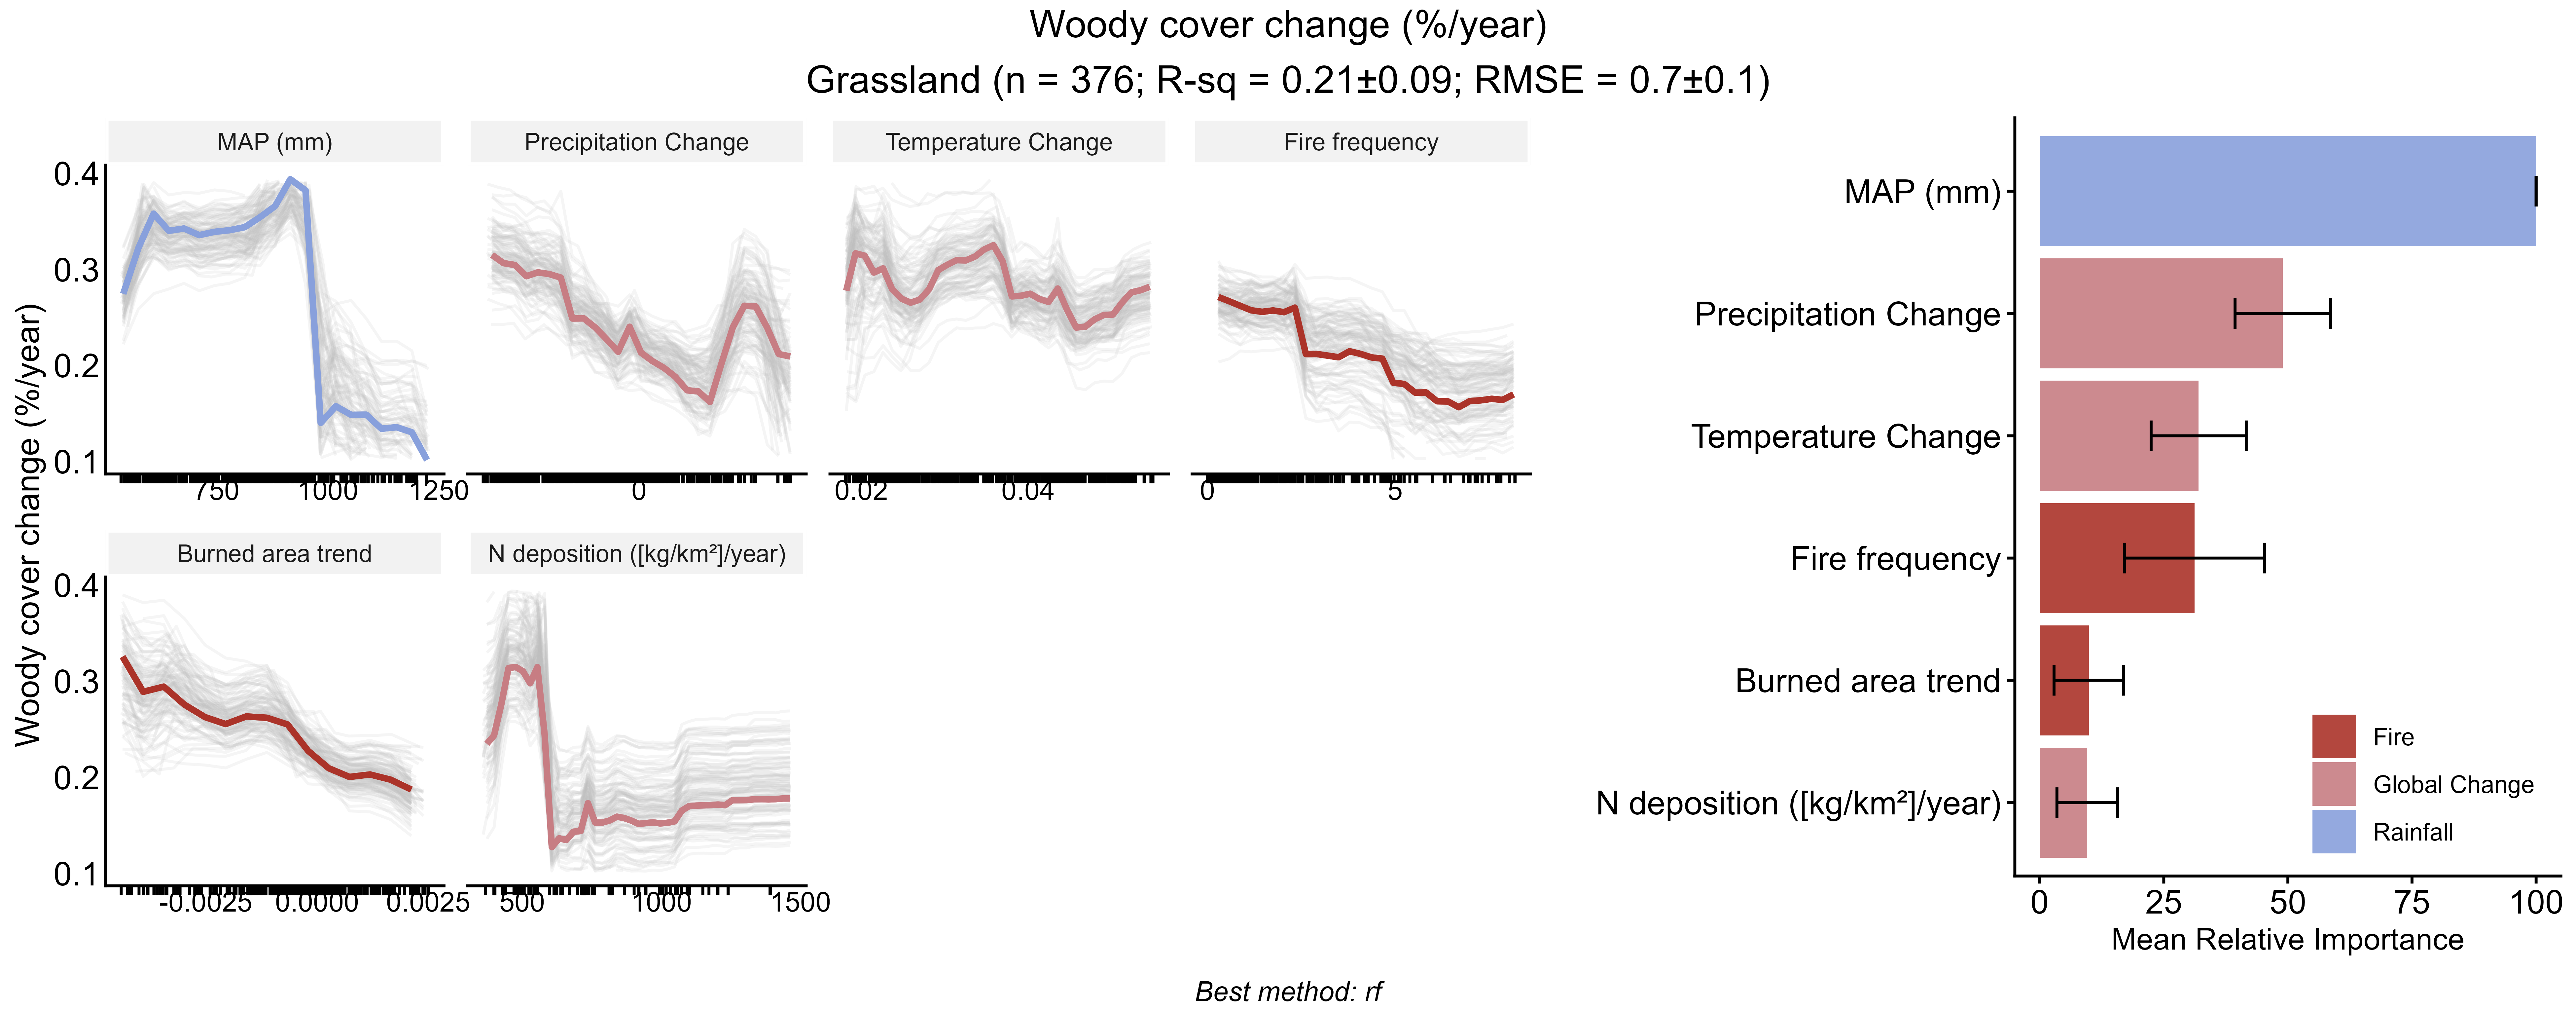 Woody cover change (%/year)
Grassland (n = 376; R-sq = 0.21±0.09; RMSE = 0.7±0.1)
Woody cover change (%/year)
MAP (mm)
Precipitation Change
Temperature Change
Fire frequency
0.4
0.3
0.2
0.1
750 1000 1250
0
0.02 0.04
0 5
Burned area trend
N deposition ([kg/km²]/year)
0.4
0.3
0.2
0.1
-0.0025 0.0000 0.0025
500 1000 1500
MAP (mm)
Precipitation Change
Temperature Change
Fire frequency
Burned area trend
N deposition ([kg/km²]/year)
Fire
Global Change
Rainfall
0 25 50 75 100
Mean Relative Importance
Best method: rf